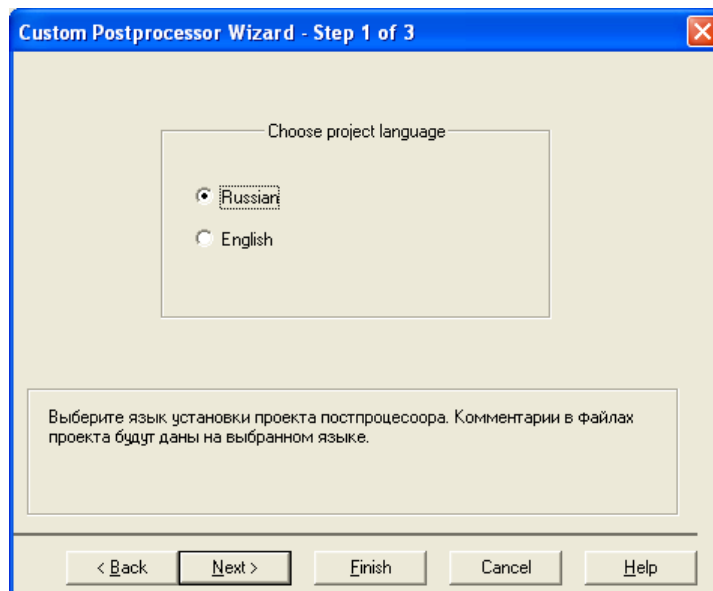 Custom Postprocessor Wizard - Step 1 of 3
Choose project language
Russian
English
Выберите язык установки проекта постпроцесоора. Комментарии в файлах
проекта будут даны на выбранном языке.
< Back Next > Finish Cancel Help